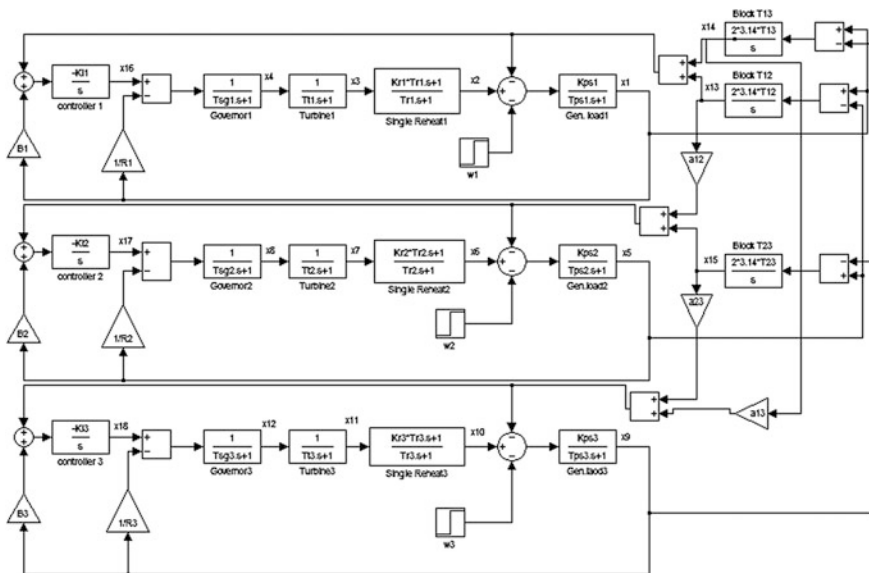 Block T13
x14
2*3.14*T13
s
Block T12
x13
2*3.14*T12
s
-KI1
s
controller 1
x16
1
Tsg1.s+1
Governor1
x4
1
Tt1.s+1
Turbine1
x3
Kr1*Tr1.s+1
Tr1.s+1
Single Reheat1
x2
Kps1
Tps1.s+1
Gen.load1
x1
B1
1/R1
w1
a12
-KI2
s
controller 2
x17
1
Tsg2.s+1
Governor2
x8
1
Tt2.s+1
Turbine2
x7
Kr2*Tr2.s+1
Tr2.s+1
Single Reheat2
x6
Kps2
Tps2.s+1
Gen.load2
x5
Block T23
x15
2*3.14*T23
s
B2
1/R2
w2
a23
a13
-KI3
s
controller 3
x18
1
Tsg3.s+1
Governor3
x12
1
Tt3.s+1
Turbine3
x11
Kr3*Tr3.s+1
Tr3.s+1
Single Reheat3
x10
Kps3
Tps3.s+1
Gen.laod3
x9
B3
1/R3
w3